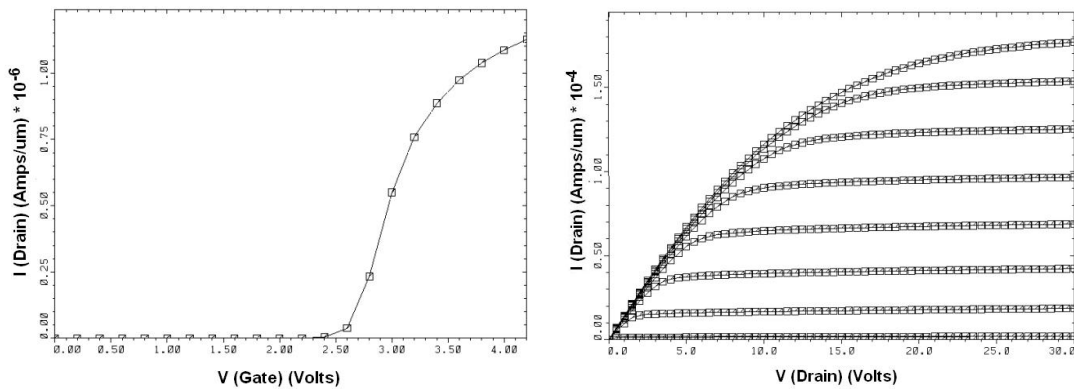 I (Drain) (Amps/um) * 10-6
1.00
0.75
0.50
0.25
0.00
0.00 0.50 1.00 1.50 2.00 2.50 3.00 3.50 4.00
V (Gate) (Volts)
I (Drain) (Amps/um) * 10-4
1.50
1.00
0.50
0.00
0.0 5.0 10.0 15.0 20.0 25.0 30.0
V (Drain) (Volts)